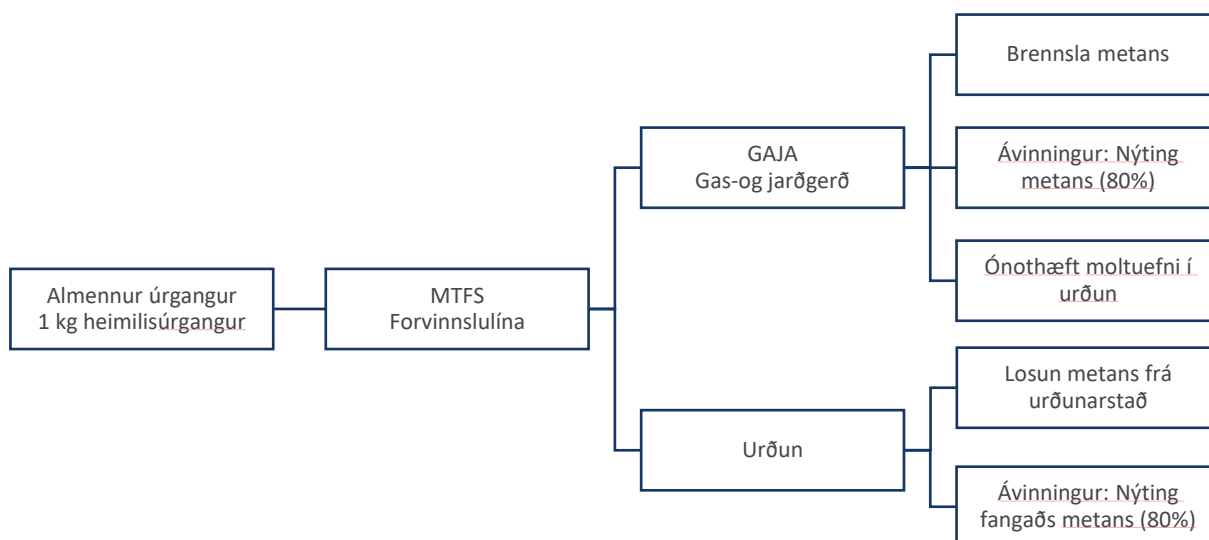 Almennur úrgangur
1 kg heimilisúrgangur
MTFS
Forvinnslulína
GAJA
Gas-og jarðgerð
Brennsla metans
Ávinningur: Nýting
metans (80%)
Ónothæft moltuefni í
urðun
Urðun
Losun metans frá
urðunarstað
Ávinningur: Nýting
fangaðs metans (80%)